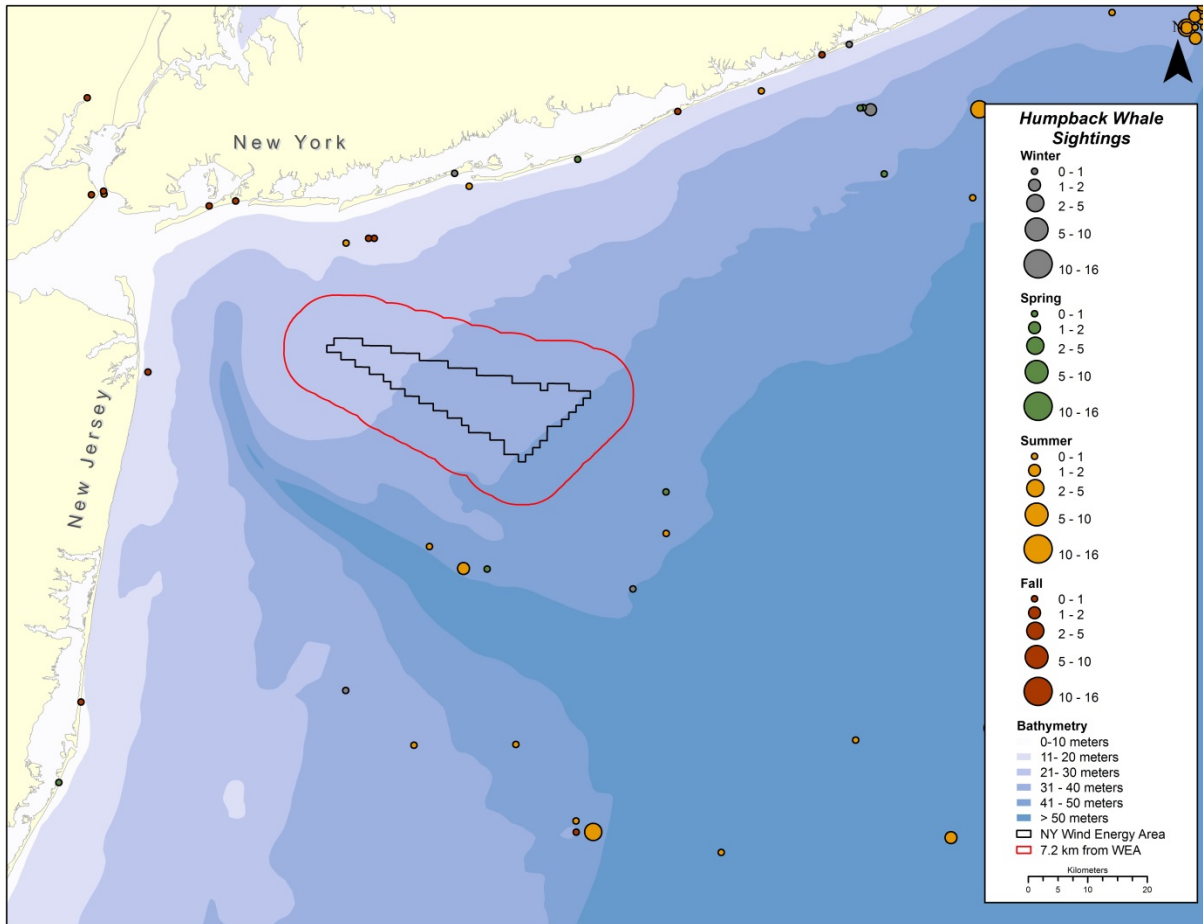 N
New York
New Jersey
Humpback Whale
Sightings
Winter
0 - 1
1 - 2
2 - 5
5 - 10
10 - 16
Spring
0 - 1
1 - 2
2 - 5
5 - 10
10 - 16
Summer
0 - 1
1 - 2
2 - 5
5 - 10
10 - 16
Fall
0 - 1
1 - 2
2 - 5
5 - 10
10 - 16
Bathymetry
0-10 meters
11- 20 meters
21- 30 meters
31 - 40 meters
41 - 50 meters
> 50 meters
NY Wind Energy Area
7.2 km from WEA
Kilometers
0 5 10 20